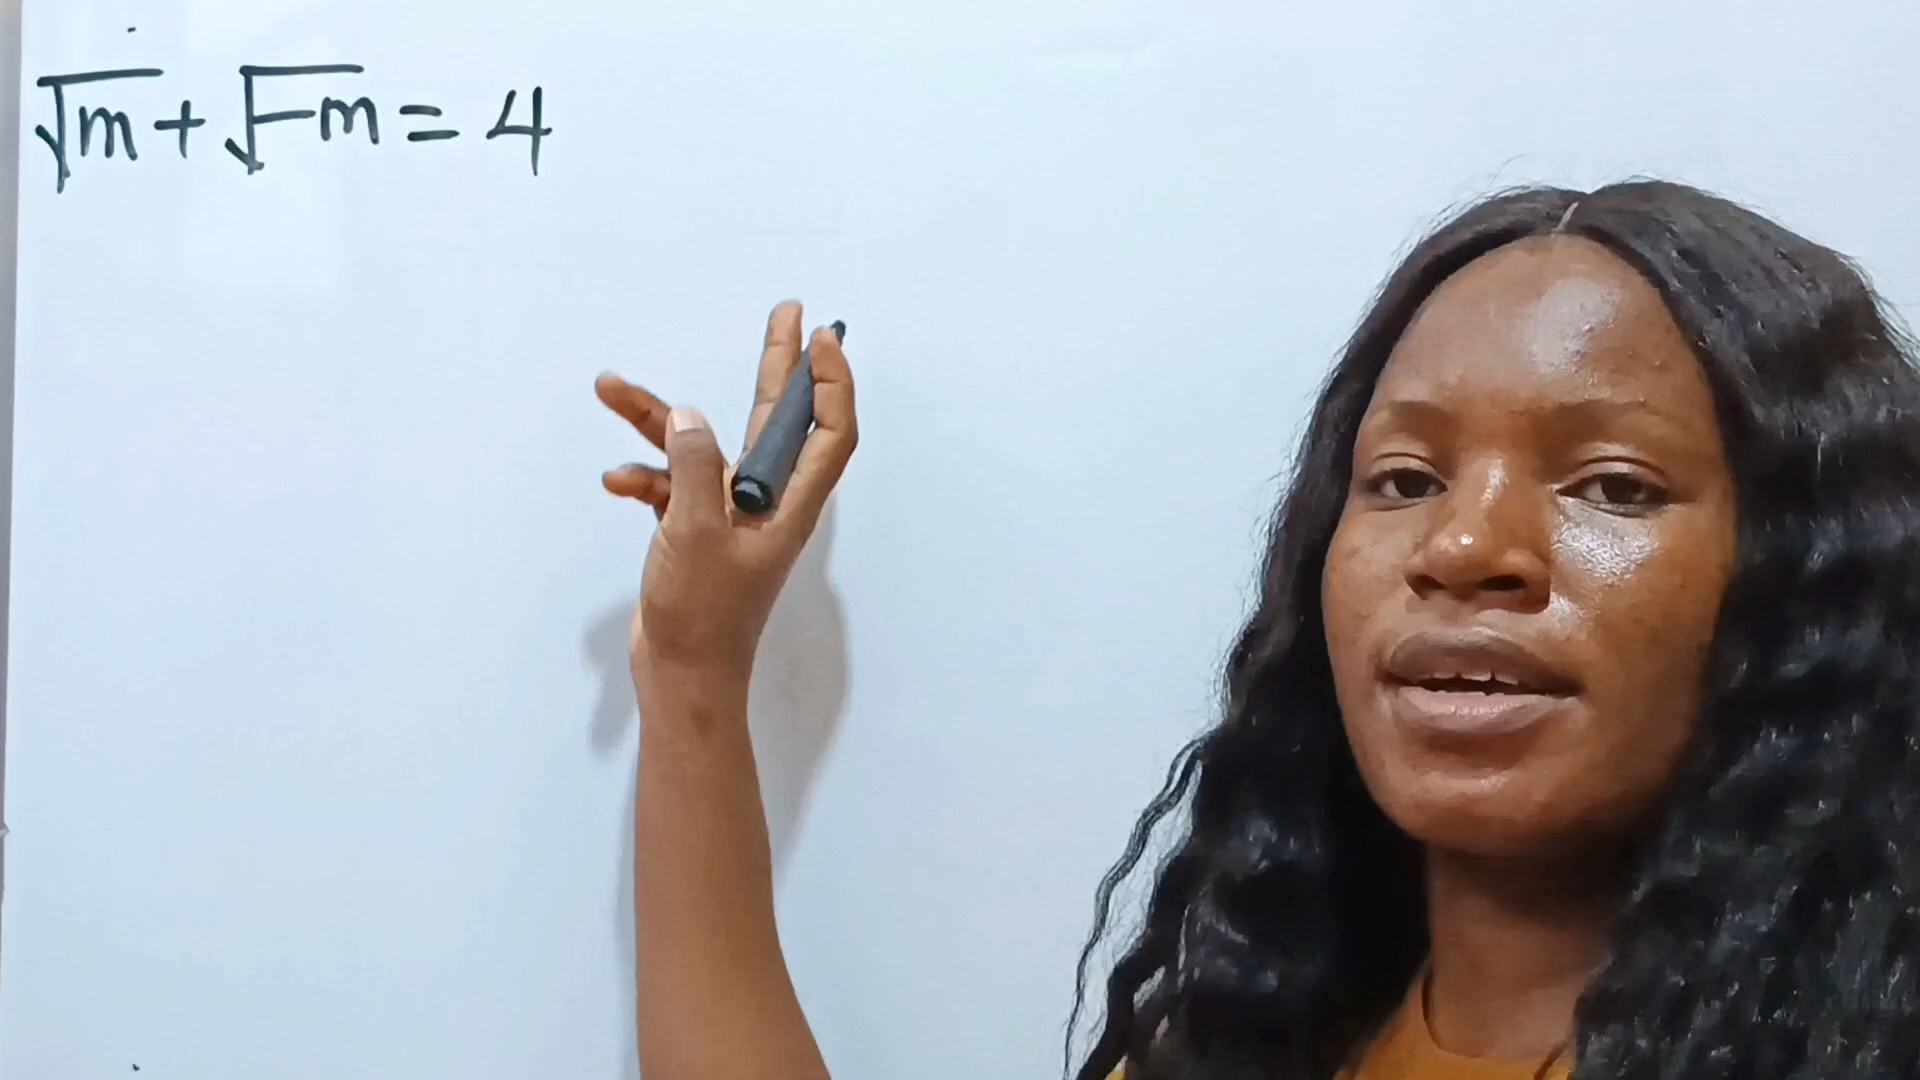 √m + √-m = 4